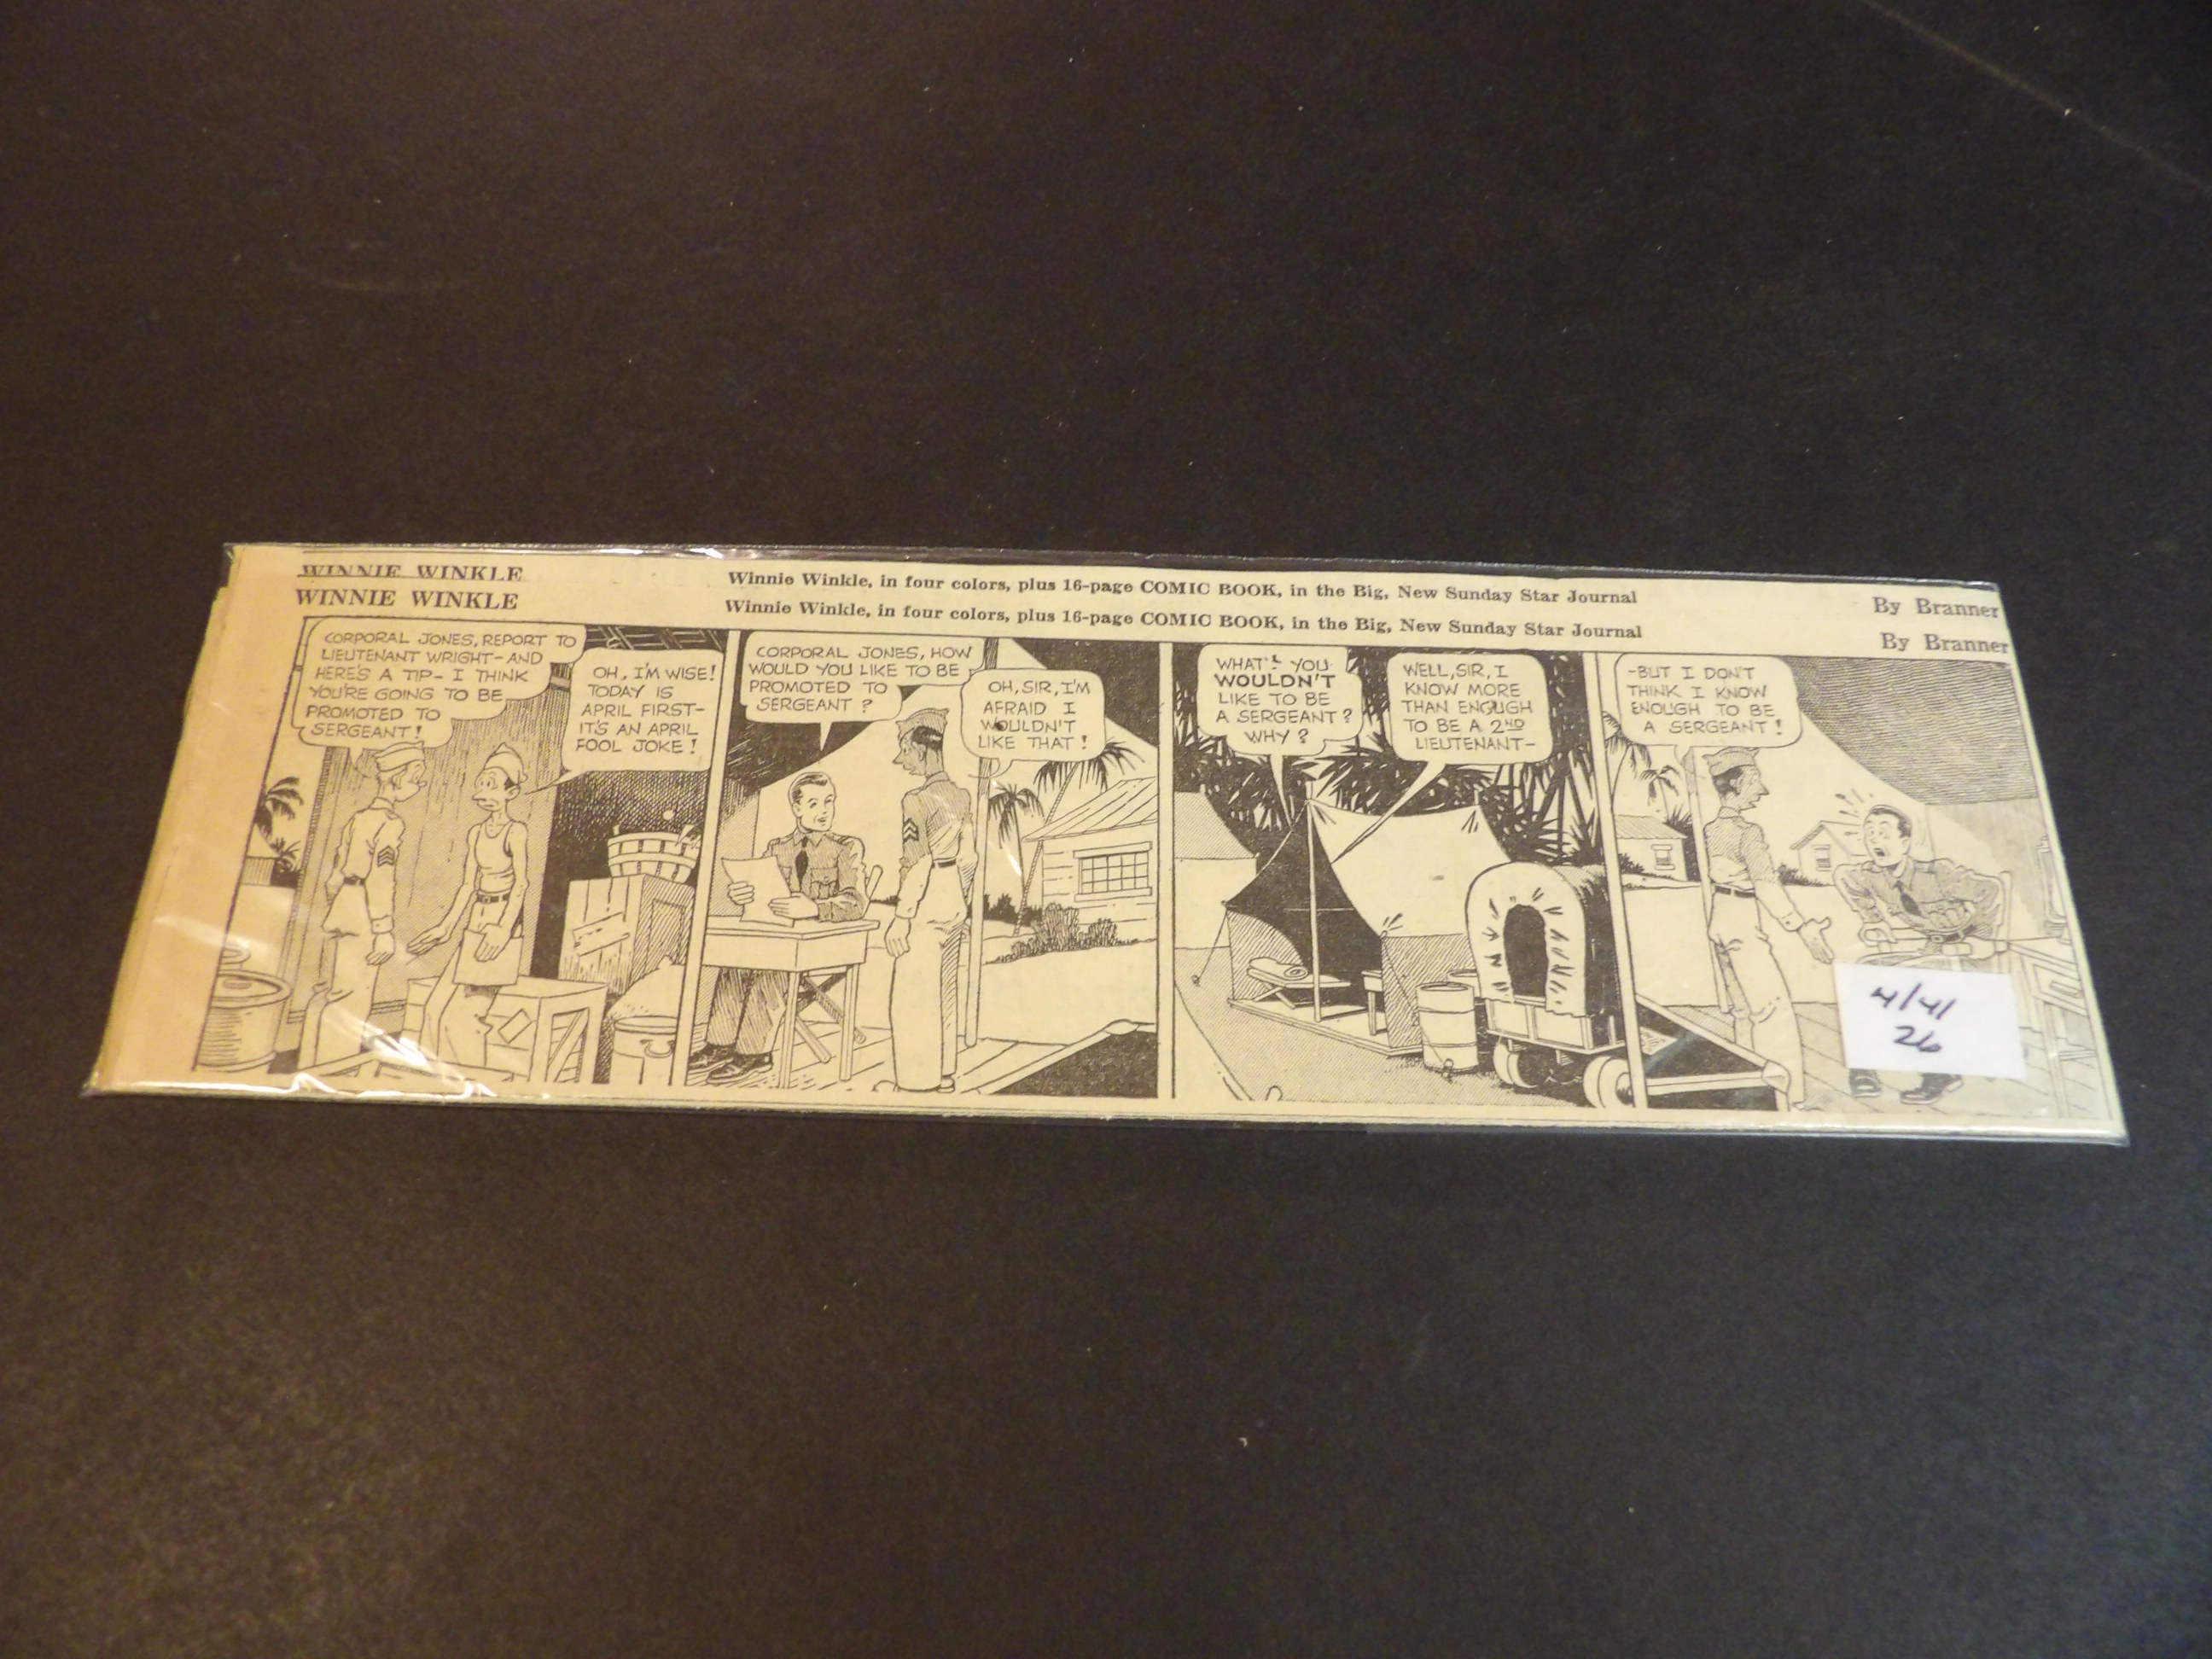 WINNIE WINKLE
Winnie Winkle, in four colors, plus 16-page COMIC BOOK, in the Big, New Sunday Star Journal
By Branner
WINNIE WINKLE
Winnie Winkle, in four colors, plus 16-page COMIC BOOK, in the Big, New Sunday Star Journal
By Branner
CORPORAL JONES, REPORT TO
LIEUTENANT WRIGHT- AND
HERE'S A TIP- I THINK
YOU'RE GOING TO BE
PROMOTED TO
SERGEANT!
OH, I'M WISE!
TODAY IS
APRIL FIRST-
IT'S AN APRIL
FOOL JOKE!
CORPORAL JONES, HOW
WOULD YOU LIKE TO BE
PROMOTED TO
SERGEANT?
OH, SIR, I'M
AFRAID I
WOULDN'T
LIKE THAT!
WHAT! YOU
WOULDN'T
LIKE TO BE
A SERGEANT?
WHY?
WELL, SIR, I
KNOW MORE
THAN ENOUGH
TO BE A 2ND
LIEUTENANT-
-BUT I DON'T
THINK I KNOW
ENOUGH TO BE
A SERGEANT!
4/41
26